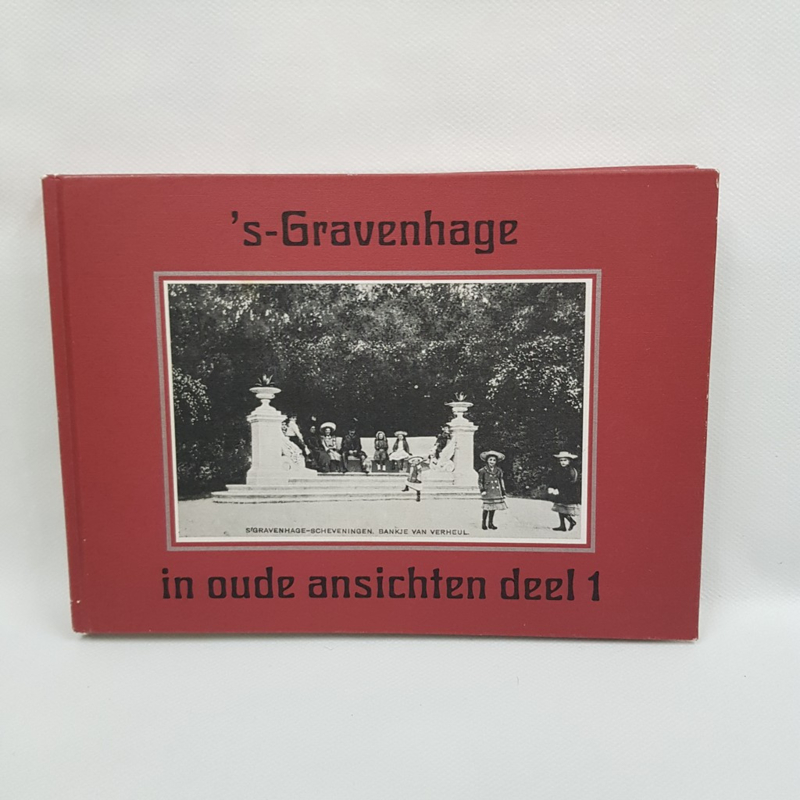 's-Gravenhage
S'GRAVENHAGE-SCHEVENINGEN. BANKJE VAN VERHEUL.
in oude ansichten deel 1